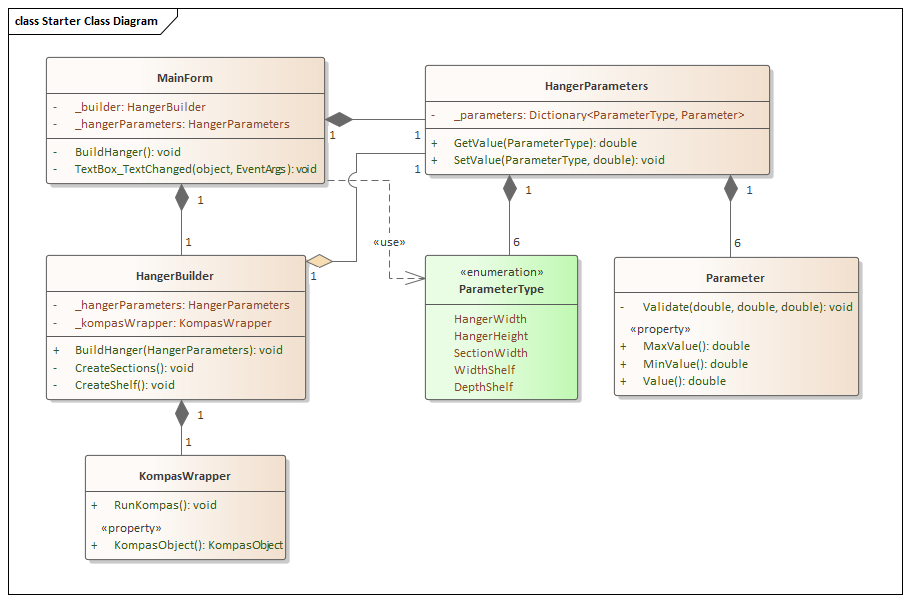 class Starter Class Diagram
MainForm
- _builder: HangerBuilder
- _hangerParameters: HangerParameters
- BuildHanger(): void
- TextBox_TextChanged(object, EventArgs): void
HangerParameters
- _parameters: Dictionary<ParameterType, Parameter>
+ GetValue(ParameterType): double
+ SetValue(ParameterType, double): void
1
1
1
1
1
1
1
«use»
1
6
1
6
HangerBuilder
- _hangerParameters: HangerParameters
- _kompasWrapper: KompasWrapper
+ BuildHanger(HangerParameters): void
- CreateSections(): void
- CreateShelf(): void
«enumeration»
ParameterType
HangerWidth
HangerHeight
SectionWidth
WidthShelf
DepthShelf
Parameter
- Validate(double, double, double): void
«property»
+ MaxValue(): double
+ MinValue(): double
+ Value(): double
1
KompasWrapper
+ RunKompas(): void
«property»
+ KompasObject(): KompasObject